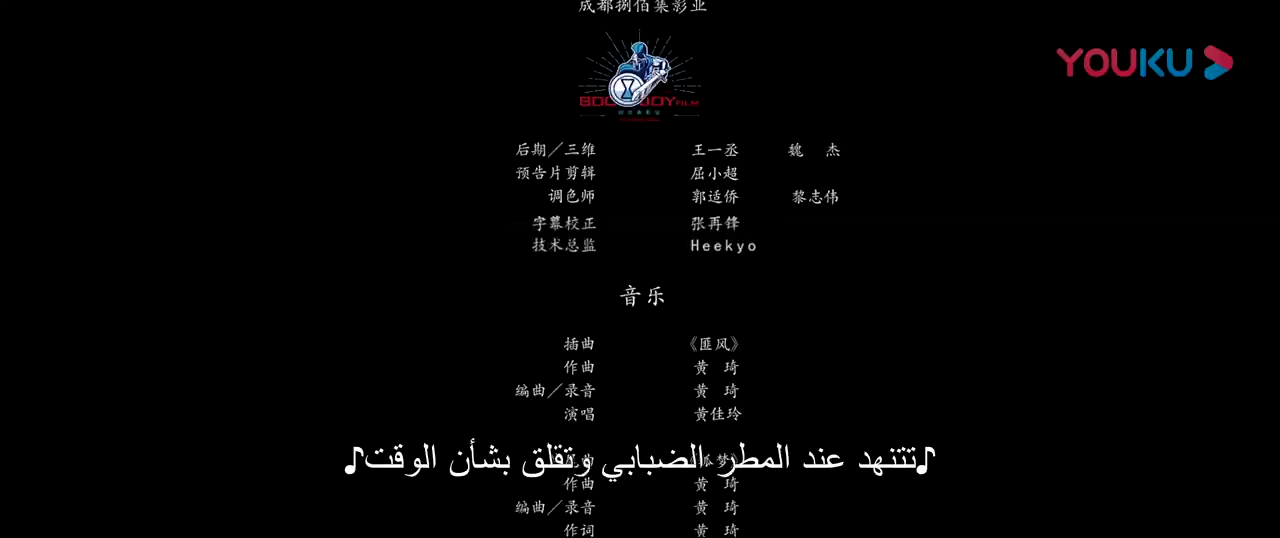 成都捌佰集影业
YOUKU
后期／三维 王一丞 魏 杰
预告片剪辑 屈小超
调色师 郭适侨 黎志伟
字幕校正 张再锋
技术总监 Heekyo
音乐
插曲 《匪风》
作曲 黄 琦
编曲／录音 黄 琦
演唱 黄佳玲
♪تتنهد عند المطر الضبابي وتقلق بشأن الوقت♪
作曲 黄 琦
编曲／录音 黄 琦
作词 黄 琦